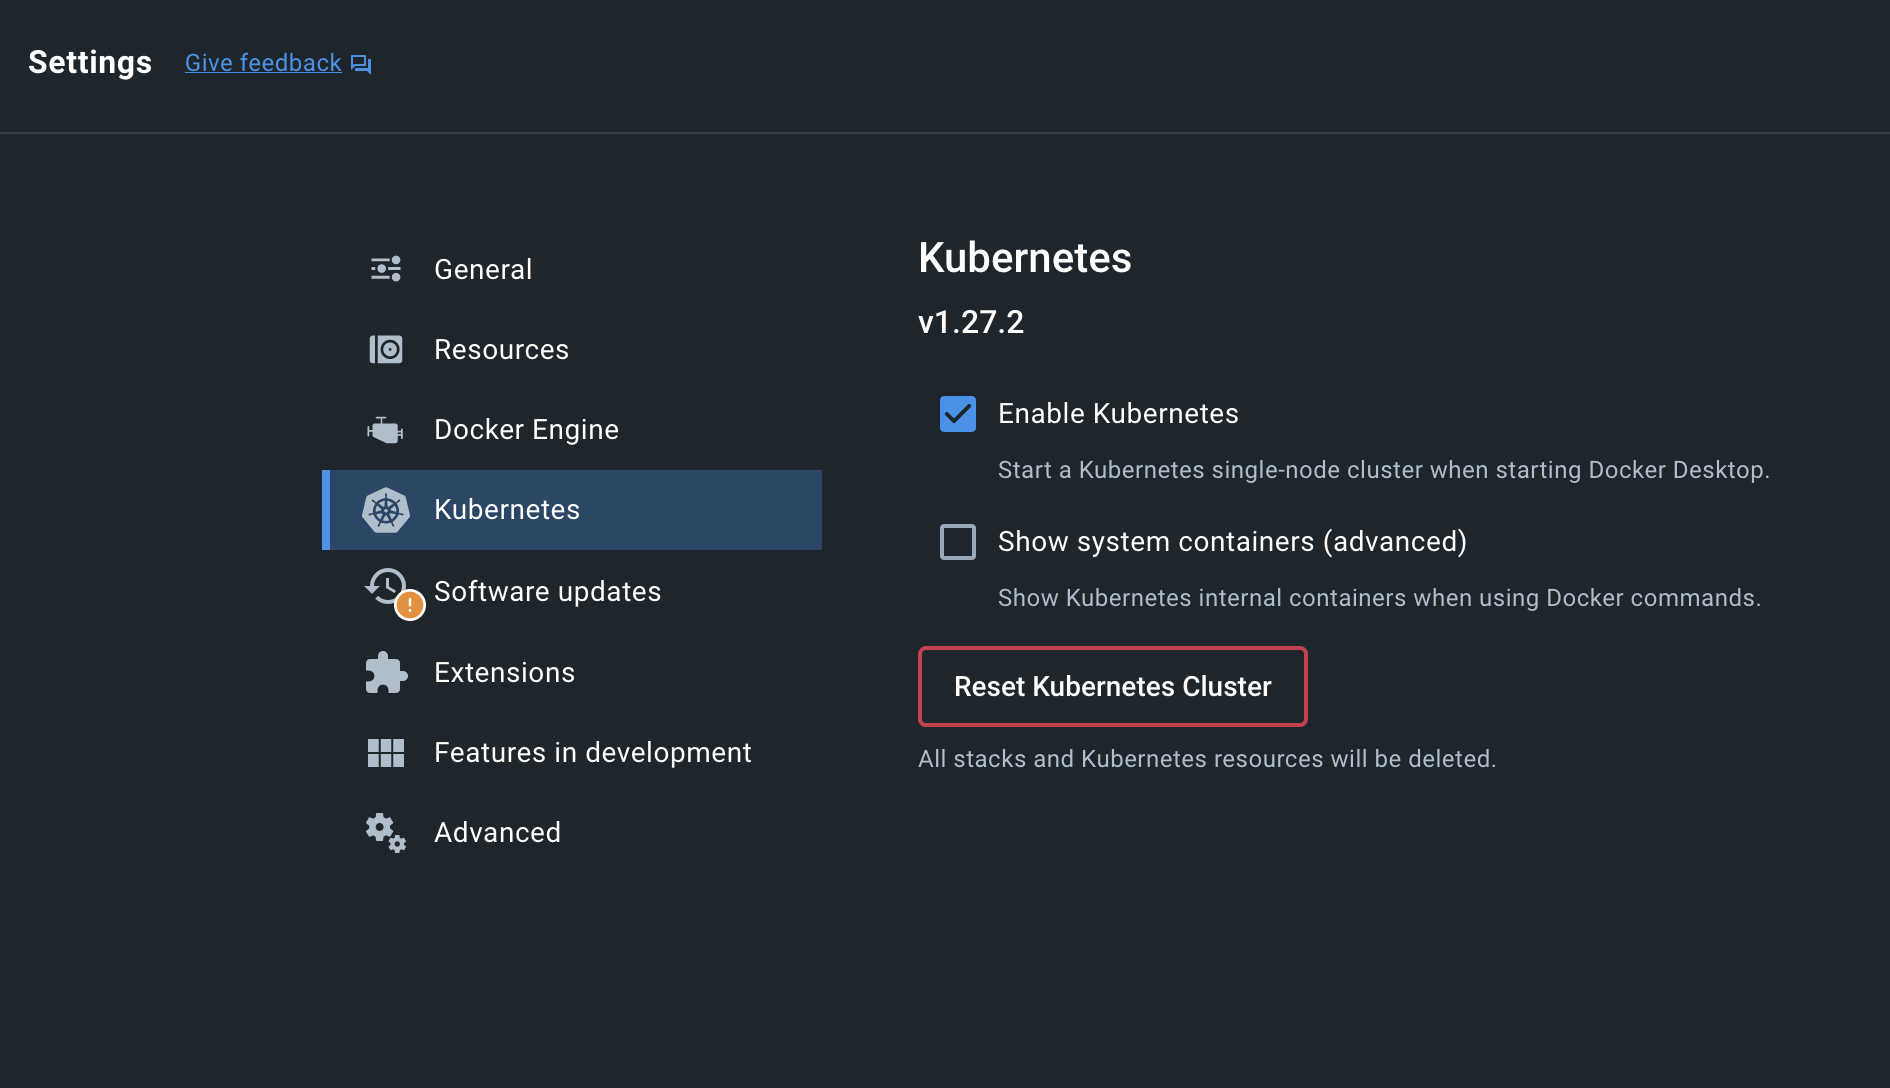 Settings
Give feedback
General
Resources
Docker Engine
Kubernetes
Software updates
Extensions
Features in development
Advanced
Kubernetes
v1.27.2
Enable Kubernetes
Start a Kubernetes single-node cluster when starting Docker Desktop.
Show system containers (advanced)
Show Kubernetes internal containers when using Docker commands.
Reset Kubernetes Cluster
All stacks and Kubernetes resources will be deleted.